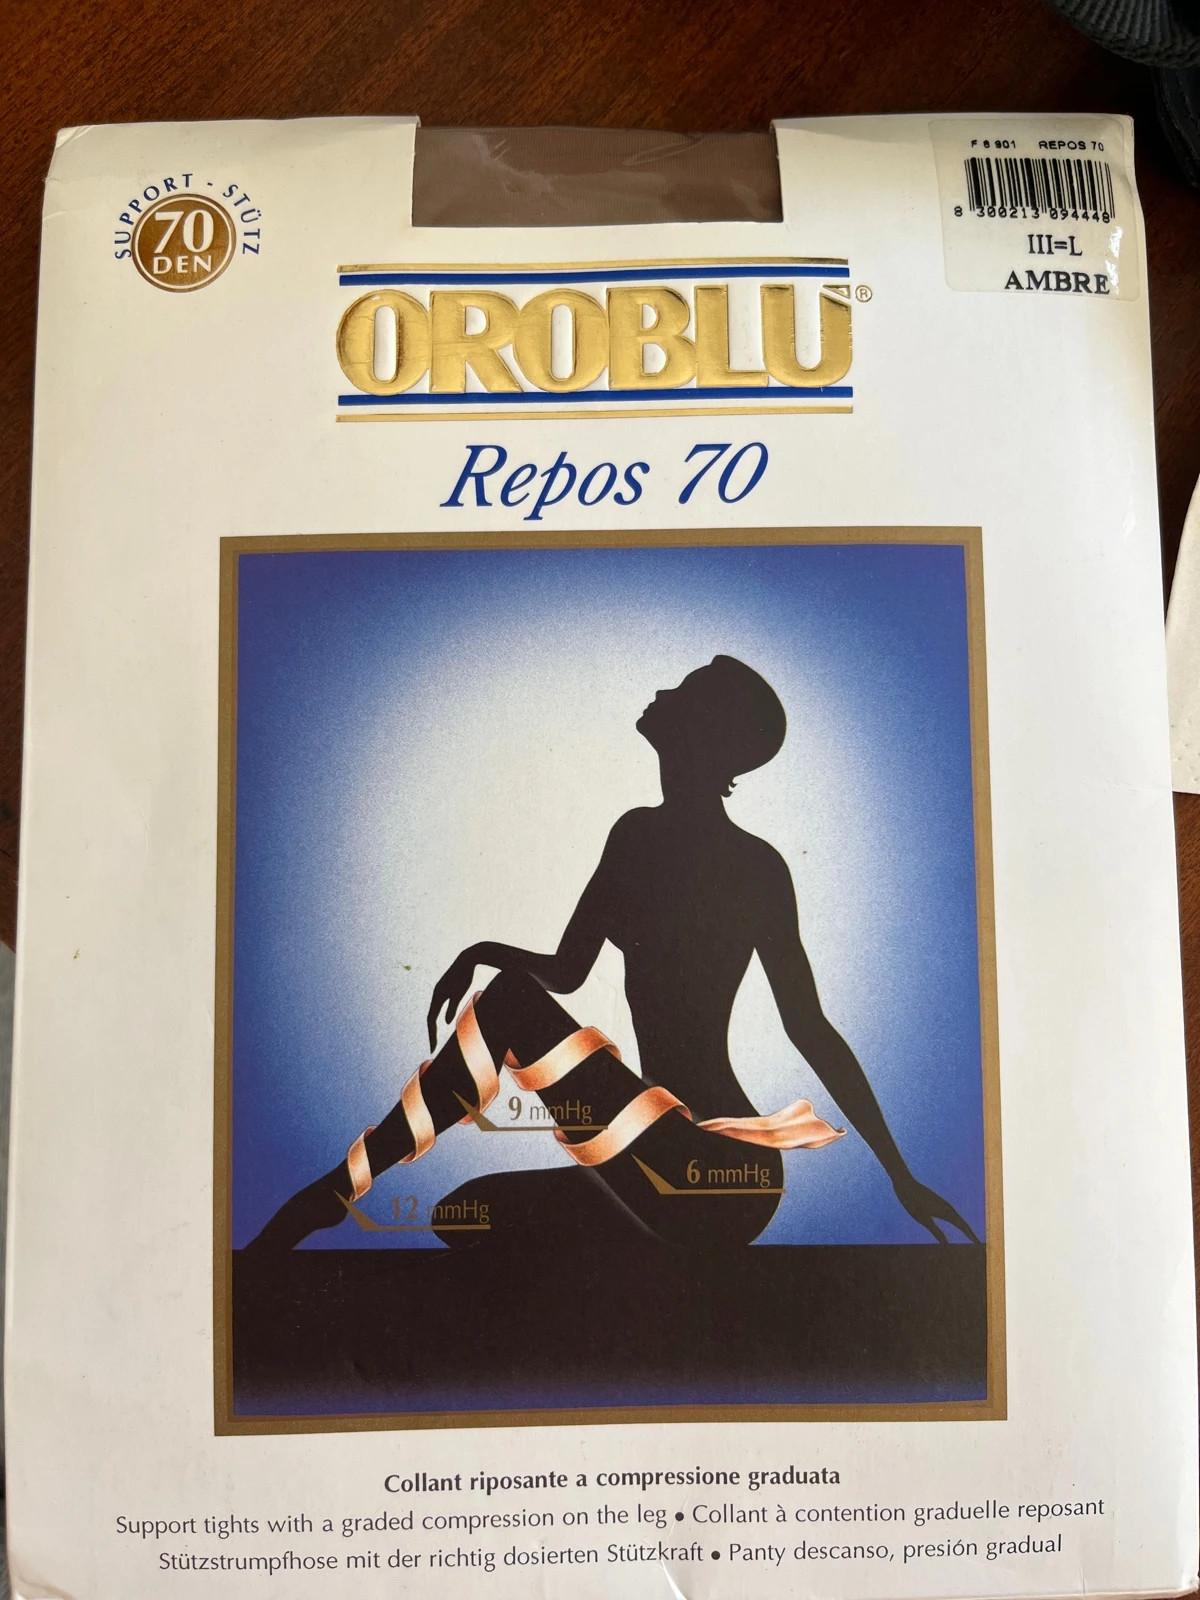 SUPPORT - STÜTZ
70
DEN
F 6 901 REPOS 70
8 300213 094448
III=L
AMBRE
OROBLÙ®
Repos 70
9 mmHg
6 mmHg
12 mmHg
Collant riposante a compressione graduata
Support tights with a graded compression on the leg • Collant à contention graduelle reposant
Stützstrumpfhose mit der richtig dosierten Stützkraft • Panty descanso, presión gradual